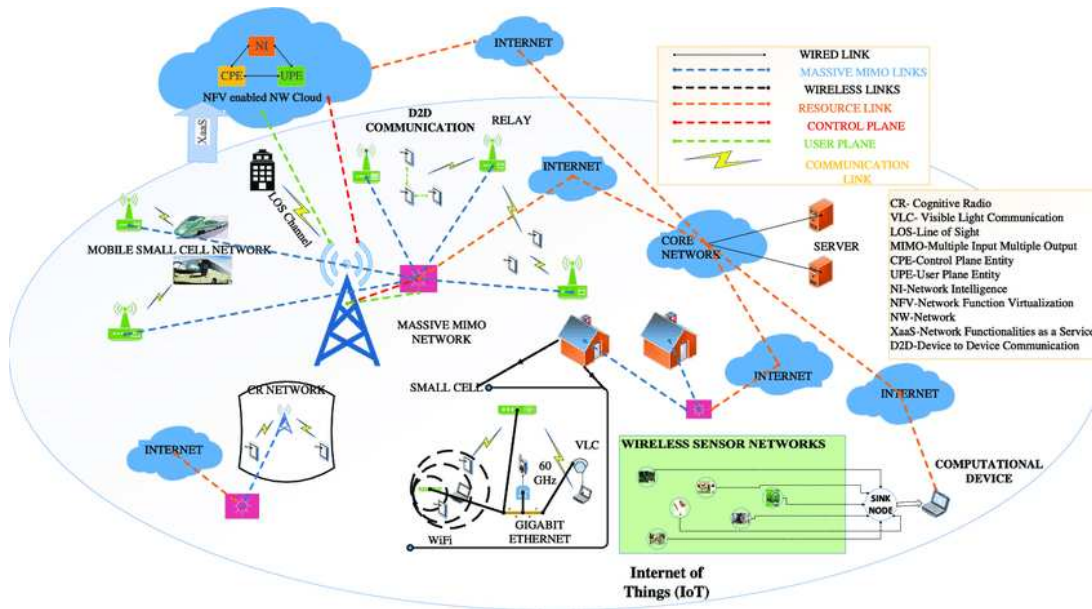 INTERNET
NI
CPE
UPE
NFV enabled NW Cloud
XaaS
D2D
COMMUNICATION
RELAY
LOS Channel
INTERNET
MOBILE SMALL CELL NETWORK
CORE
NETWORK
SERVER
MASSIVE MIMO
NETWORK
SMALL CELL
CR NETWORK
INTERNET
INTERNET
INTERNET
VLC
60
GHz
WiFi
GIGABIT
ETHERNET
WIRELESS SENSOR NETWORKS
SINK
NODE
COMPUTATIONAL
DEVICE
Internet of
Things (IoT)
WIRED LINK
MASSIVE MIMO LINKS
WIRELESS LINKS
RESOURCE LINK
CONTROL PLANE
USER PLANE
COMMUNICATION
LINK
CR- Cognitive Radio
VLC- Visible Light Communication
LOS-Line of Sight
MIMO-Multiple Input Multiple Output
CPE-Control Plane Entity
UPE-User Plane Entity
NI-Network Intelligence
NFV-Network Function Virtualization
NW-Network
XaaS-Network Functionalities as a Service
D2D-Device to Device Communication